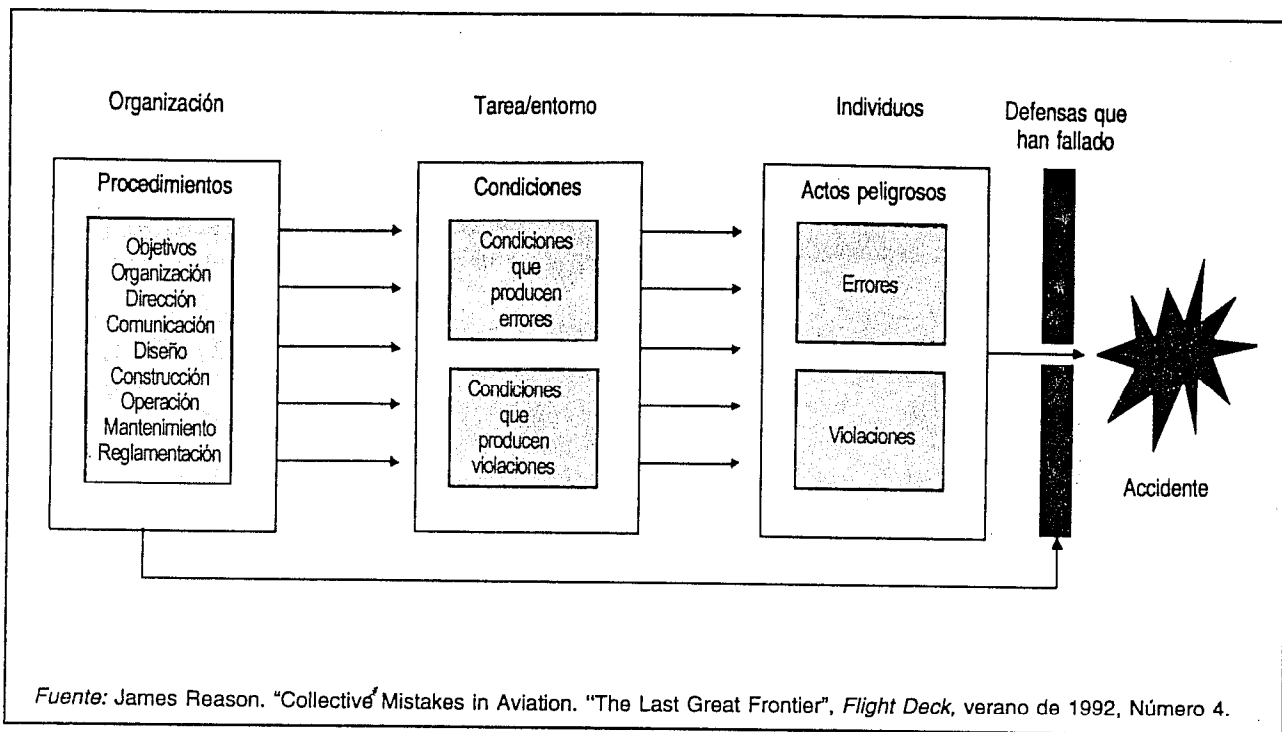 Organización
Tarea/entorno
Individuos
Defensas que
han fallado
Procedimientos
Objetivos
Organización
Dirección
Comunicación
Diseño
Construcción
Operación
Mantenimiento
Reglamentación
Condiciones
Condiciones
que
producen
errores
Condiciones
que
producen
violaciones
Actos peligrosos
Errores
Violaciones
Accidente
Fuente: James Reason. "Collective Mistakes in Aviation. "The Last Great Frontier", Flight Deck, verano de 1992, Número 4.